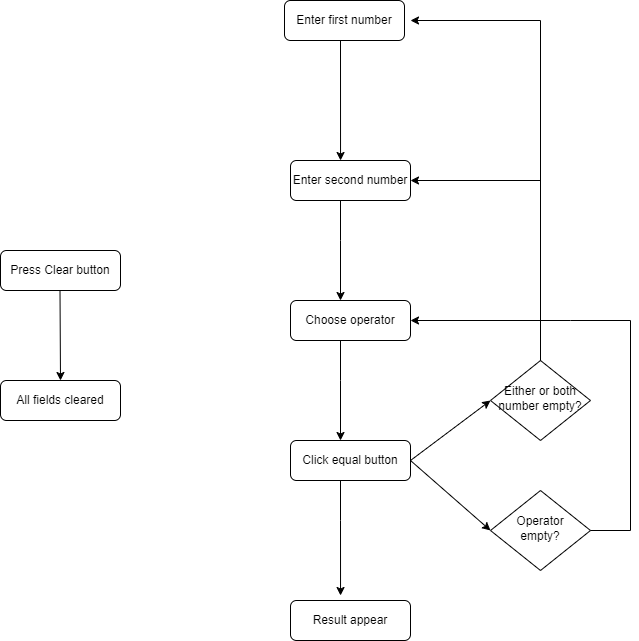 Enter first number
Enter second number
Press Clear button
Choose operator
All fields cleared
Either or both
number empty?
Click equal button
Operator
empty?
Result appear